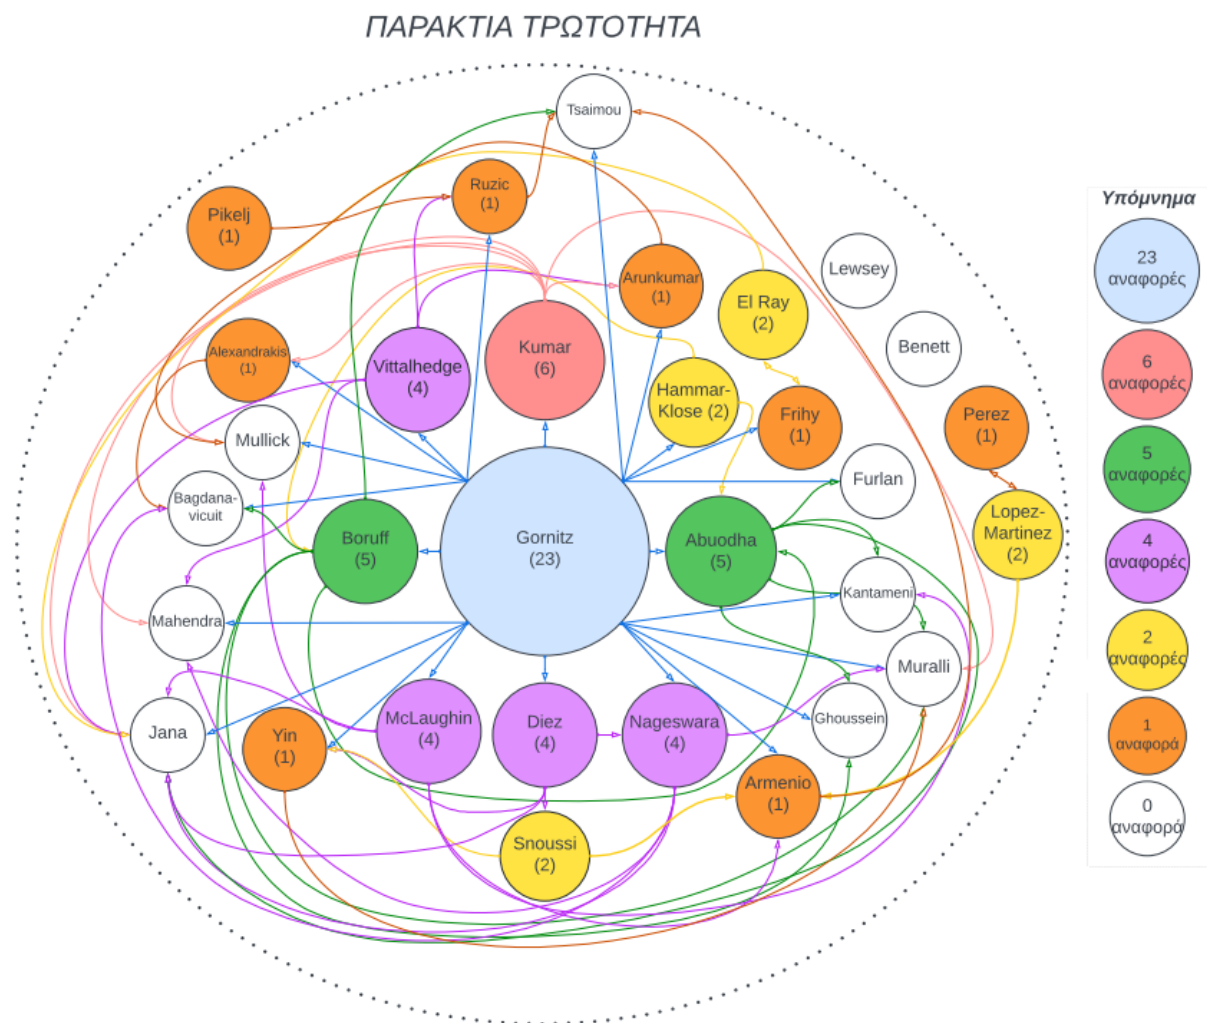 ΠΑΡΑΚΤΙΑ ΤΡΩΤΟΤΗΤΑ
Tsaimou
Ruzic
(1)
Pikelj
(1)
Arunkumar
(1)
Lewsey
El Ray
(2)
Alexandrakis
(1)
Vittalhedge
(4)
Kumar
(6)
Benett
Hammar-
Klose (2)
Frihy
(1)
Perez
(1)
Mullick
Furlan
Bagdana-
vicuit
Lopez-
Martinez
(2)
Boruff
(5)
Gornitz
(23)
Abuodha
(5)
Kantameni
Mahendra
Muralli
Jana
Yin
(1)
McLaughin
(4)
Diez
(4)
Nageswara
(4)
Ghoussein
Armenio
(1)
Snoussi
(2)
Υπόμνημα
23
αναφορές
6
αναφορές
5
αναφορές
4
αναφορές
2
αναφορές
1
αναφορά
0
αναφορά